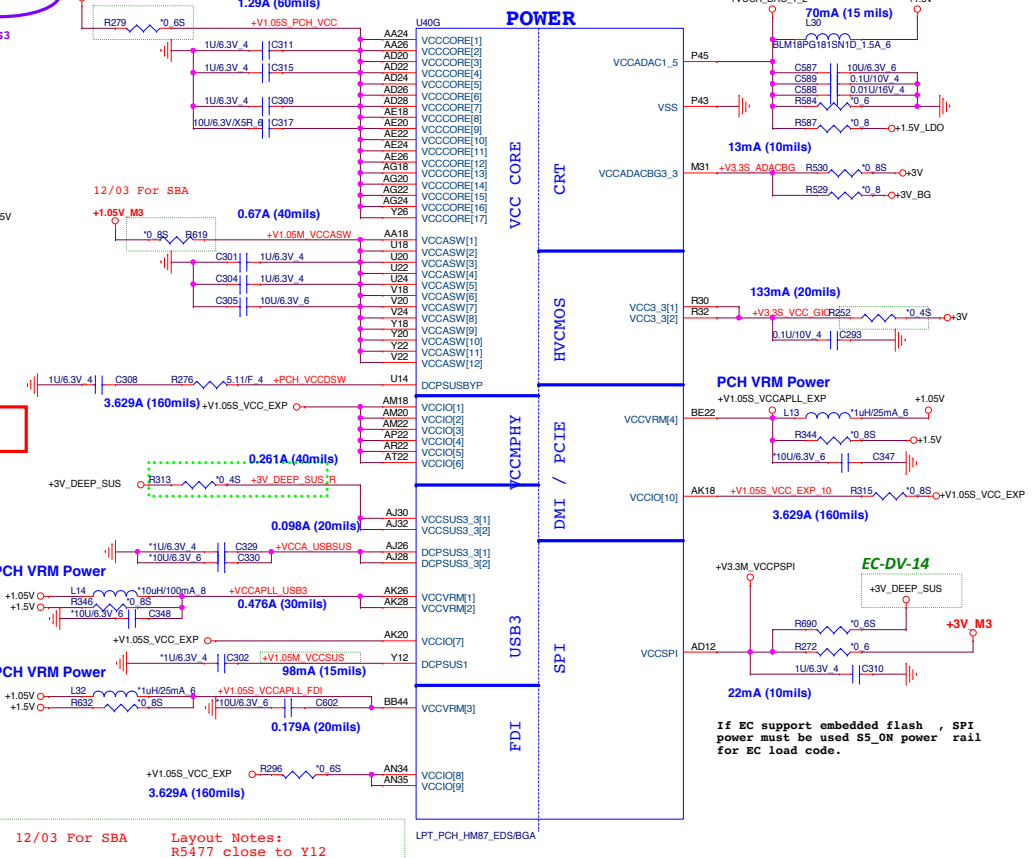 1.29A (60mils)
R279
*0_6S
+V1.05S_PCH_VCC
U40G
POWER
70mA (15 mils)
L30
BLM18PG181SN1D_1.5A_6
1U/6.3V_4
C311
1U/6.3V_4
C315
1U/6.3V_4
C309
10U/6.3V/X5R_6
C317
AA24
AA26
AD20
AD22
AD24
AD26
AD28
AE18
AE20
AE22
AE24
AE26
AG18
AG20
AG22
AG24
Y26
VCCCORE[1]
VCCCORE[2]
VCCCORE[3]
VCCCORE[4]
VCCCORE[5]
VCCCORE[6]
VCCCORE[7]
VCCCORE[8]
VCCCORE[9]
VCCCORE[10]
VCCCORE[11]
VCCCORE[12]
VCCCORE[13]
VCCCORE[14]
VCCCORE[15]
VCCCORE[16]
VCCCORE[17]
VCC CORE
CRT
VCCADAC1_5
P45
VSS
P43
C587
10U/6.3V_6
C589
0.1U/10V_4
C588
0.01U/16V_4
R584
*0_6
R587
*0_8
+1.5V_LDO
13mA (10mils)
VCCADACBG3_3
M31
+V3.3S_ADACBG
R530
*0_8S
+3V
R529
*0_8
+3V_BG
12/03 For SBA
+1.05V_M3
0.67A (40mils)
*0_8S
R619
+V1.05M_VCCASW
C301
1U/6.3V_4
C304
1U/6.3V_4
C305
10U/6.3V_6
AA18
U18
U20
U22
U24
V18
V20
V24
Y18
Y20
Y22
V22
VCCASW[1]
VCCASW[2]
VCCASW[3]
VCCASW[4]
VCCASW[5]
VCCASW[6]
VCCASW[7]
VCCASW[8]
VCCASW[9]
VCCASW[10]
VCCASW[11]
VCCASW[12]
HVCMOS
133mA (20mils)
VCC3_3[1]
VCC3_3[2]
R30
R32
+V3.3S_VCC_GIO
R252
*0_4S
+3V
0.1U/10V_4
C293
1U/6.3V_4
C308
R276
5.11/F_4
+PCH_VCCDSW
U14
DCPSUSBYP
3.629A (160mils)
+V1.05S_VCC_EXP
AM18
AM20
AM22
AP22
AR22
AT22
VCCIO[1]
VCCIO[2]
VCCIO[3]
VCCIO[4]
VCCIO[5]
VCCIO[6]
VCCMPHY
DMI / PCIE
PCH VRM Power
+V1.05S_VCCAPLL_EXP
VCCVRM[4]
BE22
L13
*1uH/25mA_6
+1.05V
R344
*0_8S
+1.5V
*10U/6.3V_6
C347
0.261A (40mils)
+3V_DEEP_SUS
R313
*0_4S
+3V_DEEP_SUS_R
0.098A (20mils)
AJ30
AJ32
VCCSUS3_3[1]
VCCSUS3_3[2]
VCCIO[10]
AK18
+V1.05S_VCC_EXP_10
R315
*0_8S
+V1.05S_VCC_EXP
3.629A (160mils)
*1U/6.3V_4
C329
+VCCA_USBSUS
*10U/6.3V_6
C330
AJ26
AJ28
DCPSUS3_3[1]
DCPSUS3_3[2]
PCH VRM Power
+1.05V
L14
*10uH/100mA_8
+VCCAPLL_USB3
+1.5V
R346
*0_8S
0.476A (30mils)
*10U/6.3V_6
C348
AK26
AK28
VCCVRM[1]
VCCVRM[2]
USB3
SPI
+V1.05S_VCC_EXP
AK20
VCCIO[7]
*1U/6.3V_4
C302
+V1.05M_VCCSUS
Y12
DCPSUS1
98mA (15mils)
+V3.3M_VCCPSPI
EC-DV-14
+3V_DEEP_SUS
R690
*0_6S
+3V_M3
VCCSPI
AD12
R272
*0_6
1U/6.3V_4
C310
22mA (10mils)
PCH VRM Power
+1.05V
L32
*1uH/25mA_6
+V1.05S_VCCAPLL_FDI
+1.5V
R632
*0_8S
*10U/6.3V_6
C602
BB44
VCCVRM[3]
0.179A (20mils)
FDI
If EC support embedded flash , SPI
power must be used S5_ON power rail
for EC load code.
+V1.05S_VCC_EXP
R296
*0_6S
AN34
AN35
VCCIO[8]
VCCIO[9]
3.629A (160mils)
LPT_PCH_HM87_EDS/BGA
12/03 For SBA
Layout Notes:
R5477 close to Y12